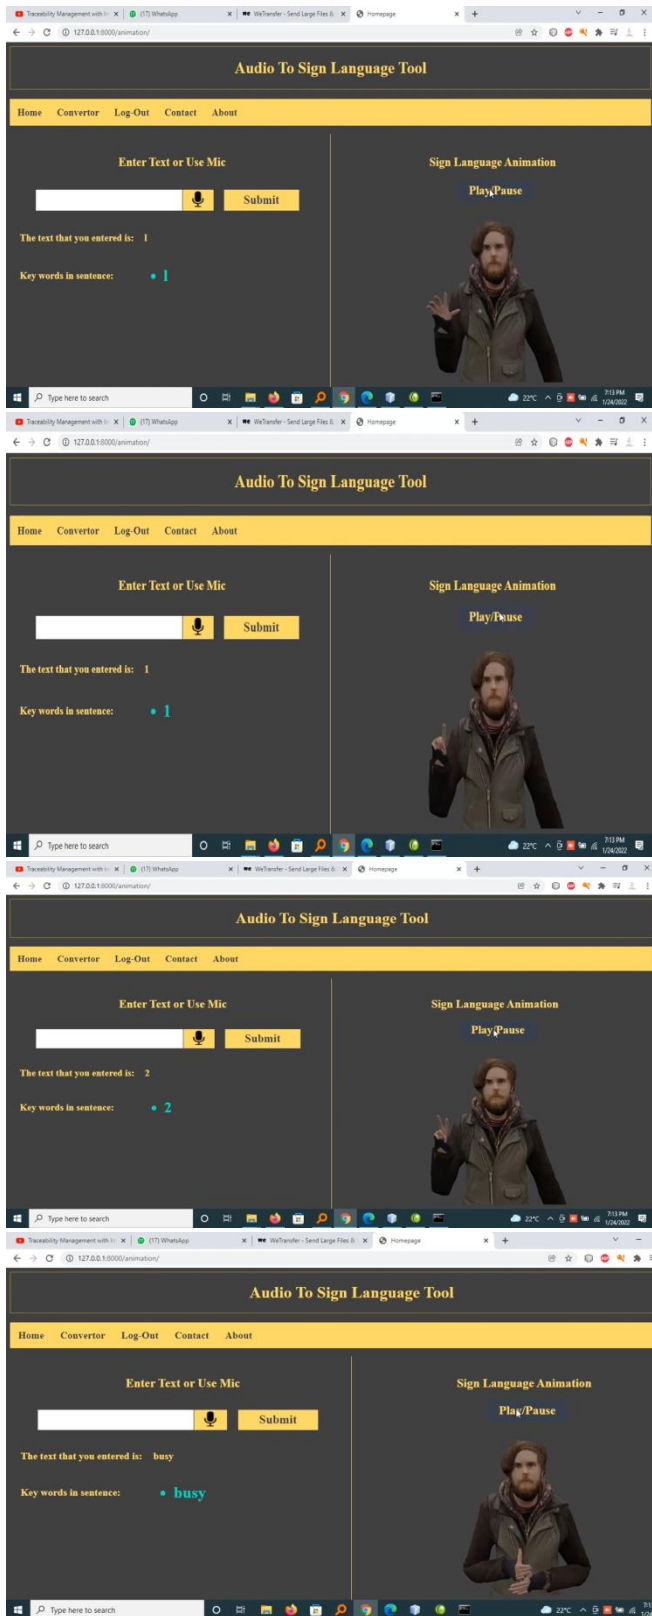 Traceability Management with In
(17) WhatsApp
WeTransfer - Send Large Files &
Homepage
127.0.0.1:8000/animation/
Audio To Sign Language Tool
Home Convertor Log-Out Contact About
Enter Text or Use Mic
Sign Language Animation
Submit
Play/Pause
The text that you entered is: l
Key words in sentence: • l
Type here to search
22°C
7:13 PM
1/24/2022
Traceability Management with In
(17) WhatsApp
WeTransfer - Send Large Files &
Homepage
127.0.0.1:8000/animation/
Audio To Sign Language Tool
Home Convertor Log-Out Contact About
Enter Text or Use Mic
Sign Language Animation
Submit
Play/Pause
The text that you entered is: 1
Key words in sentence: • 1
Type here to search
22°C
7:13 PM
1/24/2022
Traceability Management with In
(17) WhatsApp
WeTransfer - Send Large Files &
Homepage
127.0.0.1:8000/animation/
Audio To Sign Language Tool
Home Convertor Log-Out Contact About
Enter Text or Use Mic
Sign Language Animation
Submit
Play/Pause
The text that you entered is: 2
Key words in sentence: • 2
Type here to search
22°C
7:13 PM
1/24/2022
Traceability Management with In
(17) WhatsApp
WeTransfer - Send Large Files &
Homepage
127.0.0.1:8000/animation/
Audio To Sign Language Tool
Home Convertor Log-Out Contact About
Enter Text or Use Mic
Sign Language Animation
Submit
Play/Pause
The text that you entered is: busy
Key words in sentence: • busy
Type here to search
22°C